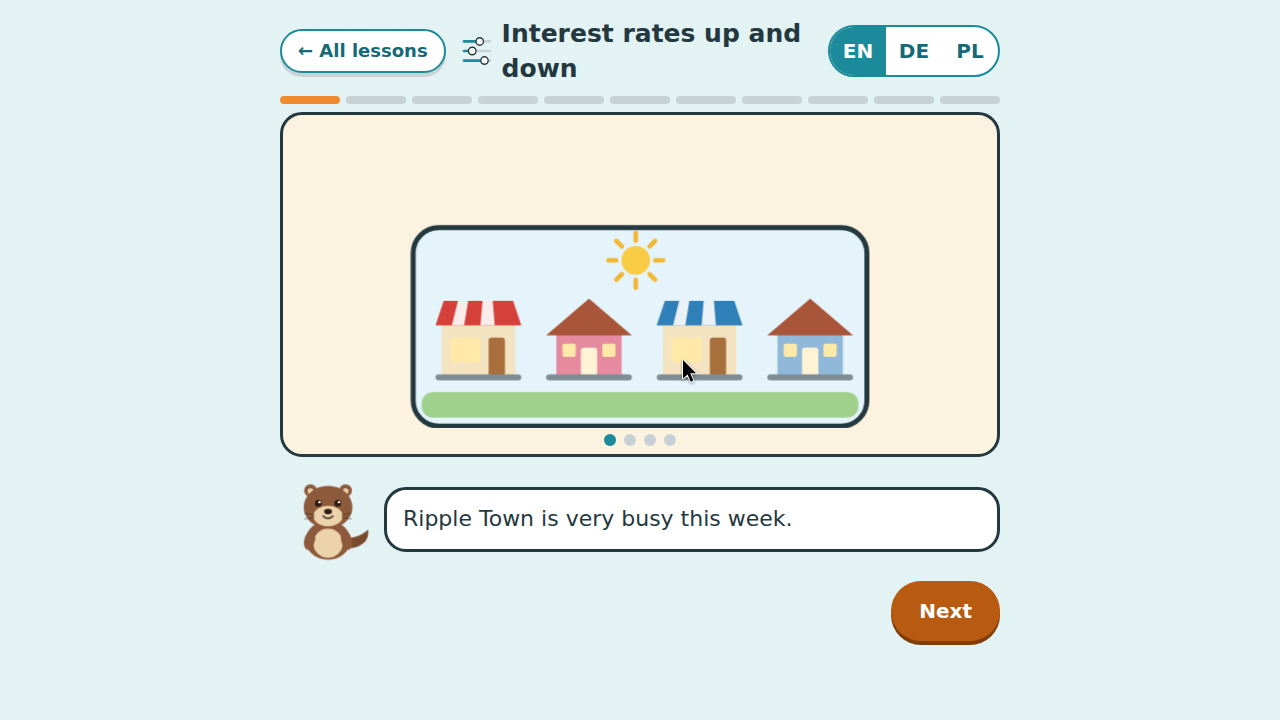 ← All lessons
Interest rates up and
down
EN DE PL
Ripple Town is very busy this week.
Next